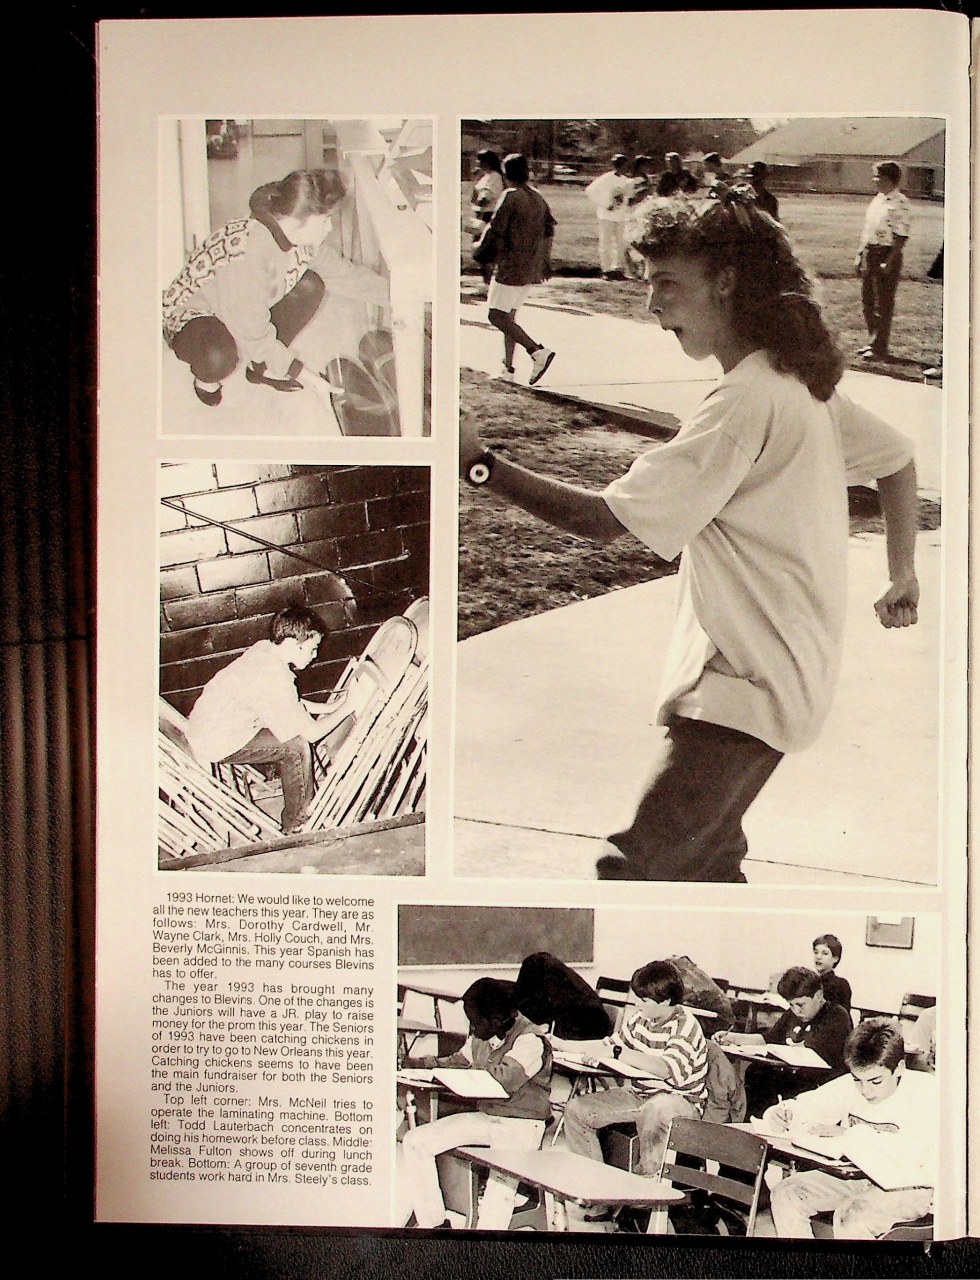 1993 Hornet: We would like to welcome
all the new teachers this year. They are as
follows: Mrs. Dorothy Cardwell, Mr.
Wayne Clark, Mrs. Holly Couch, and Mrs.
Beverly McGinnis. This year Spanish has
been added to the many courses Blevins
has to offer.
The year 1993 has brought many
changes to Blevins. One of the changes is
the Juniors will have a JR. play to raise
money for the prom this year. The Seniors
of 1993 have been catching chickens in
order to try to go to New Orleans this year.
Catching chickens seems to have been
the main fundraiser for both the Seniors
and the Juniors.
Top left corner: Mrs. McNeil tries to
operate the laminating machine. Bottom
left: Todd Lauterbach concentrates on
doing his homework before class. Middle:
Melissa Fulton shows off during lunch
break. Bottom: A group of seventh grade
students work hard in Mrs. Steely's class.